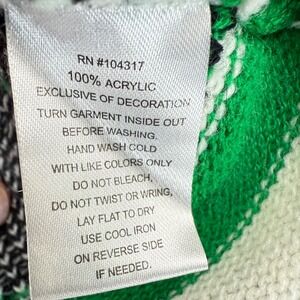 RN #104317
100% ACRYLIC
EXCLUSIVE OF DECORATION
TURN GARMENT INSIDE OUT
BEFORE WASHING.
HAND WASH COLD
WITH LIKE COLORS ONLY
DO NOT BLEACH,
DO NOT TWIST OR WRING,
LAY FLAT TO DRY
USE COOL IRON
ON REVERSE SIDE
IF NEEDED.